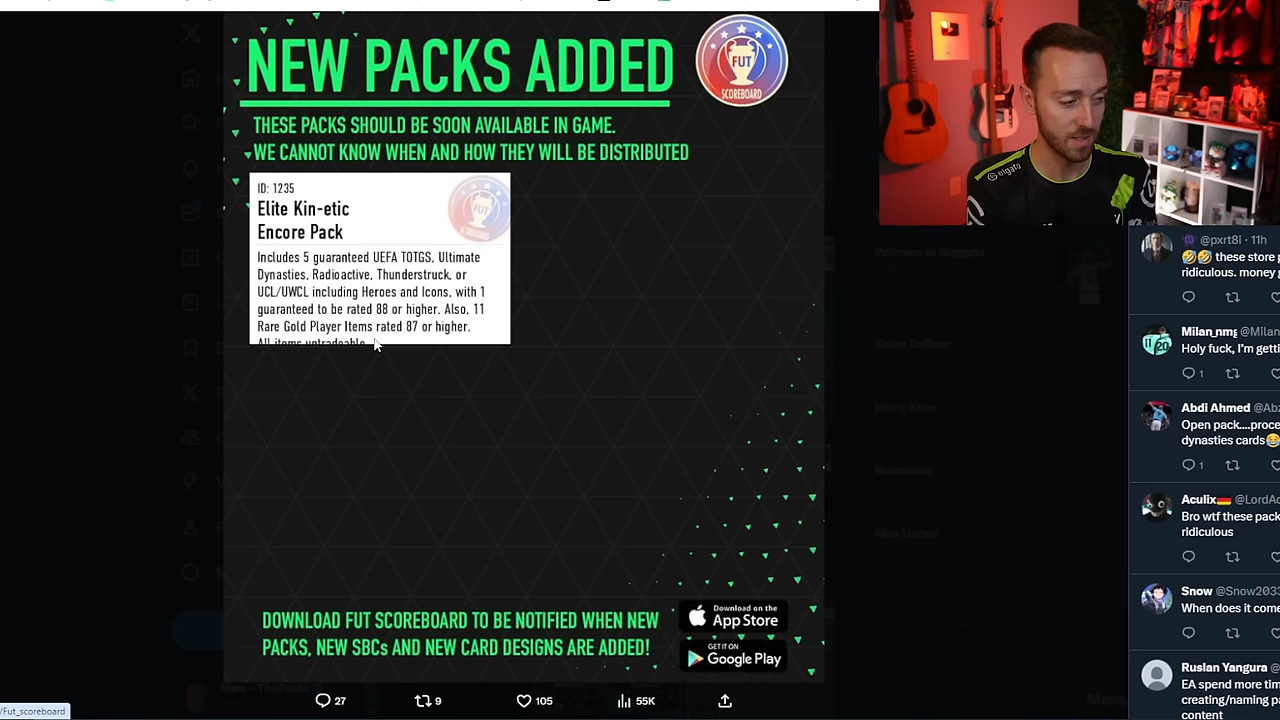 NEW PACKS ADDED
FUT
SCOREBOARD
THESE PACKS SHOULD BE SOON AVAILABLE IN GAME.
WE CANNOT KNOW WHEN AND HOW THEY WILL BE DISTRIBUTED
ID: 1235
Elite Kin-etic
Encore Pack
FUT
Includes 5 guaranteed UEFA TOTGS, Ultimate
Dynasties, Radioactive, Thunderstruck, or
UCL/UWCL including Heroes and Icons, with 1
guaranteed to be rated 88 or higher. Also, 11
Rare Gold Player Items rated 87 or higher.
All items untradeable.
DOWNLOAD FUT SCOREBOARD TO BE NOTIFIED WHEN NEW
PACKS, NEW SBCs AND NEW CARD DESIGNS ARE ADDED!
Download on the
App Store
GET IT ON
Google Play
27
9
105
55K
/Fut_scoreboard
elgato
@pxrt8i · 11h
these store p
ridiculous. money g
Milan_nmg @Milan
Holy fuck, I'm getti
1
Abdi Ahmed @Ab
Open pack....proce
dynasties cards
1
Aculix @LordAc
Bro wtf these pack
ridiculous
Snow @Snow203
When does it come
Ruslan Yangura @
EA spend more tim
creating/naming p
content